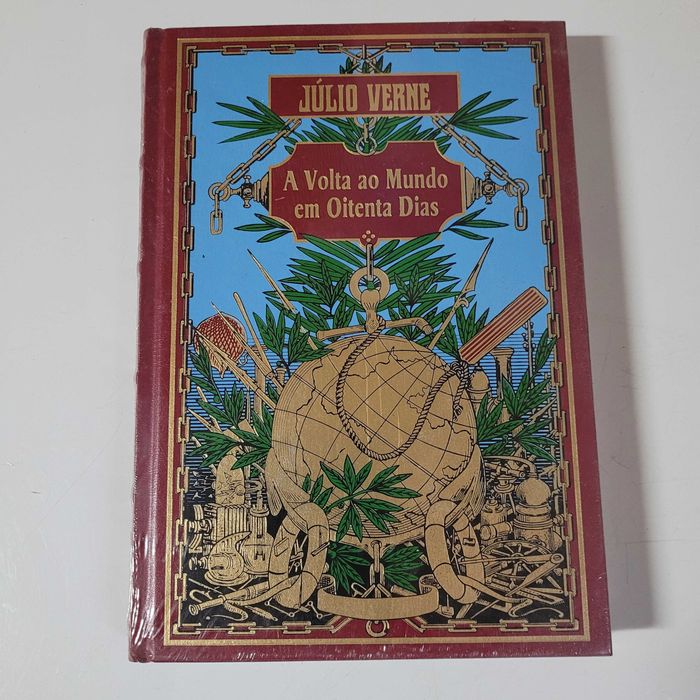 JÚLIO VERNE
A Volta ao Mundo
em Oitenta Dias